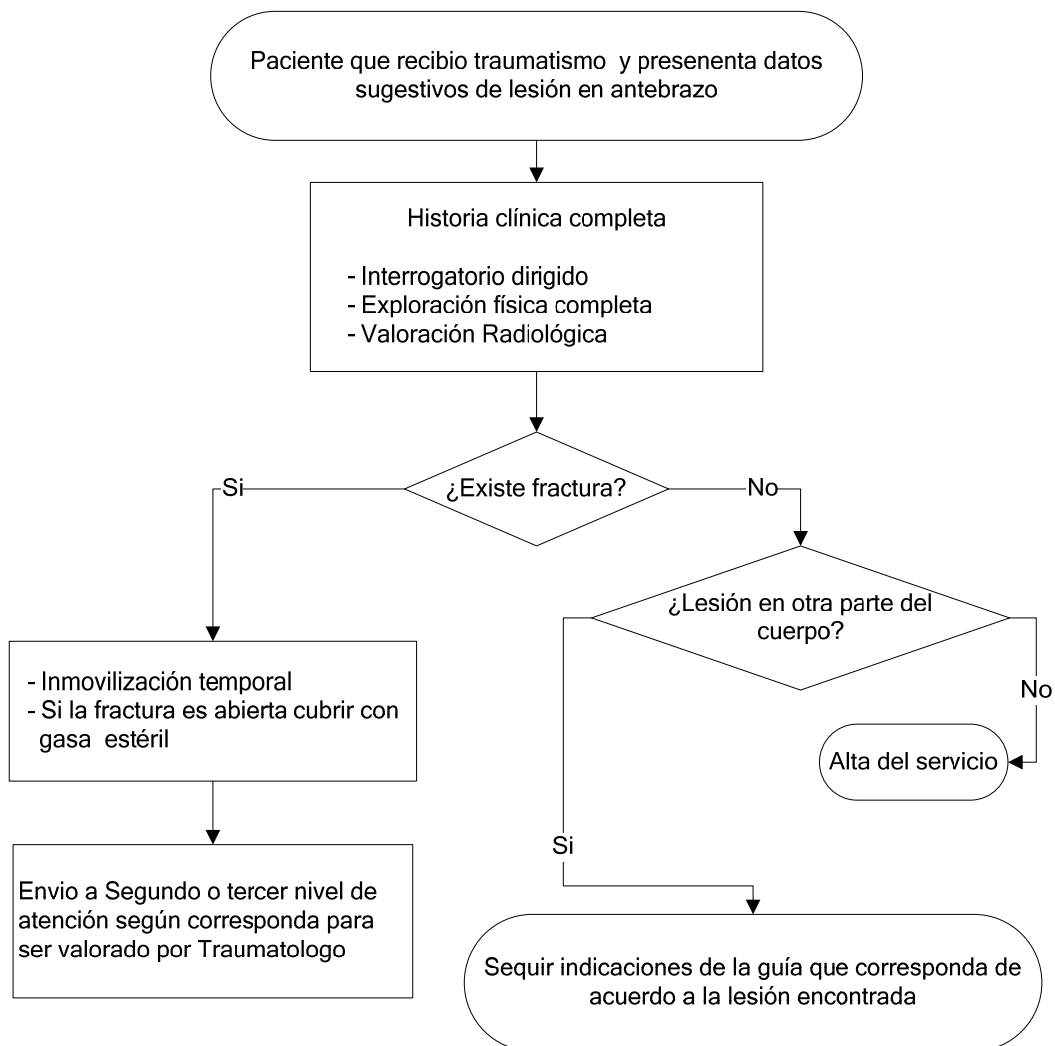 Paciente que recibio traumatismo y presenenta datos
sugestivos de lesión en antebrazo
Historia clínica completa
- Interrogatorio dirigido
- Exploración física completa
- Valoración Radiológica
¿Existe fractura?
Si
No
¿Lesión en otra parte del
cuerpo?
- Inmovilización temporal
- Si la fractura es abierta cubrir con
gasa estéril
No
Alta del servicio
Si
Envio a Segundo o tercer nivel de
atención según corresponda para
ser valorado por Traumatologo
Sequir indicaciones de la guía que corresponda de
acuerdo a la lesión encontrada